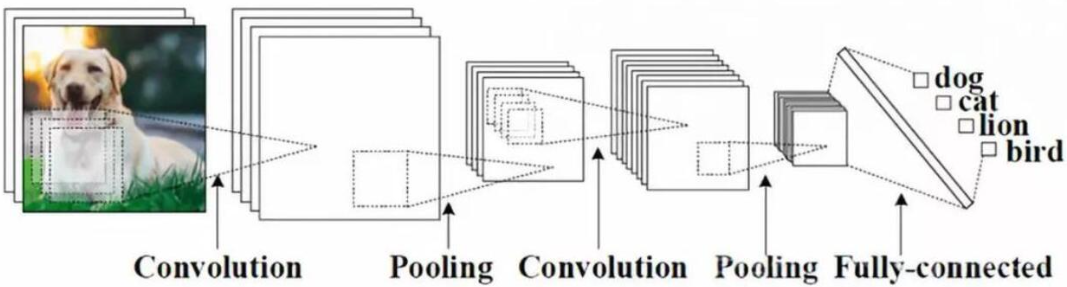 dog
cat
lion
bird
Convolution Pooling Convolution Pooling Fully-connected